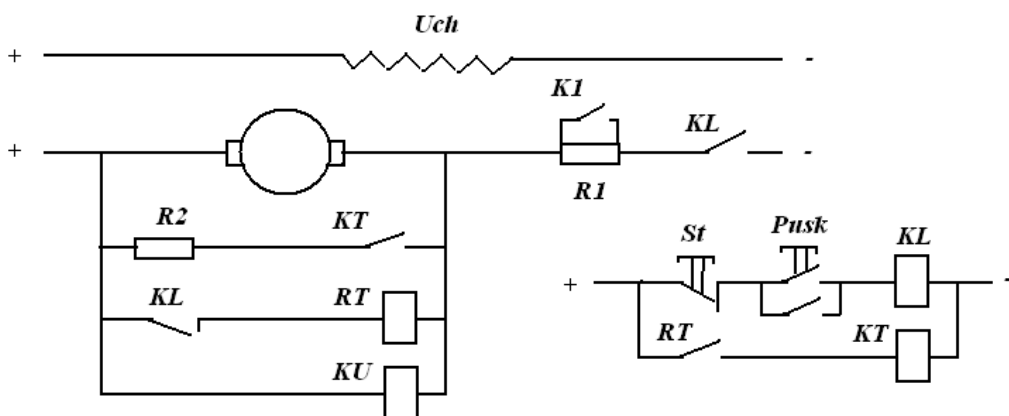 Uch
+ -
K1
KL
+ -
R1
R2 KT
St Pusk KL
+ -
KL RT
RT KT
KU